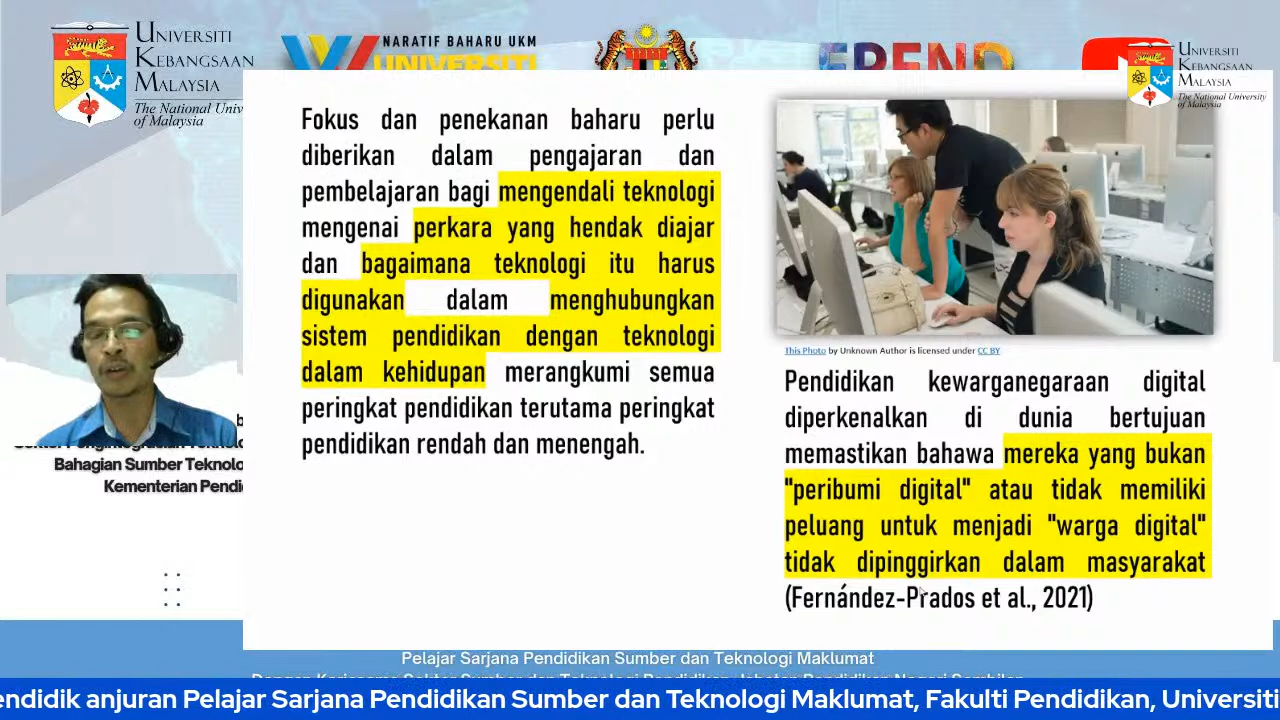 UNIVERSITI
KEBANGSAAN
MALAYSIA
The National Univ
of Malaysia
NARATIF BAHARU UKM
UNIVERSITI
UNIVERSITI
KEBANGSAAN
MALAYSIA
The National University
of Malaysia
Fokus dan penekanan baharu perlu
diberikan dalam pengajaran dan
pembelajaran bagi mengendali teknologi
mengenai perkara yang hendak diajar
dan bagaimana teknologi itu harus
digunakan dalam menghubungkan
sistem pendidikan dengan teknologi
dalam kehidupan merangkumi semua
peringkat pendidikan terutama peringkat
pendidikan rendah dan menengah.
This Photo by Unknown Author is licensed under CC BY
Pendidikan kewarganegaraan digital
diperkenalkan di dunia bertujuan
memastikan bahawa mereka yang bukan
"peribumi digital" atau tidak memiliki
peluang untuk menjadi "warga digital"
tidak dipinggirkan dalam masyarakat
(Fernández-Prados et al., 2021)
Bahagian Sumber Teknolo
Kementerian Pendi
Pelajar Sarjana Pendidikan Sumber dan Teknologi Maklumat
endidik anjuran Pelajar Sarjana Pendidikan Sumber dan Teknologi Maklumat, Fakulti Pendidikan, Universiti